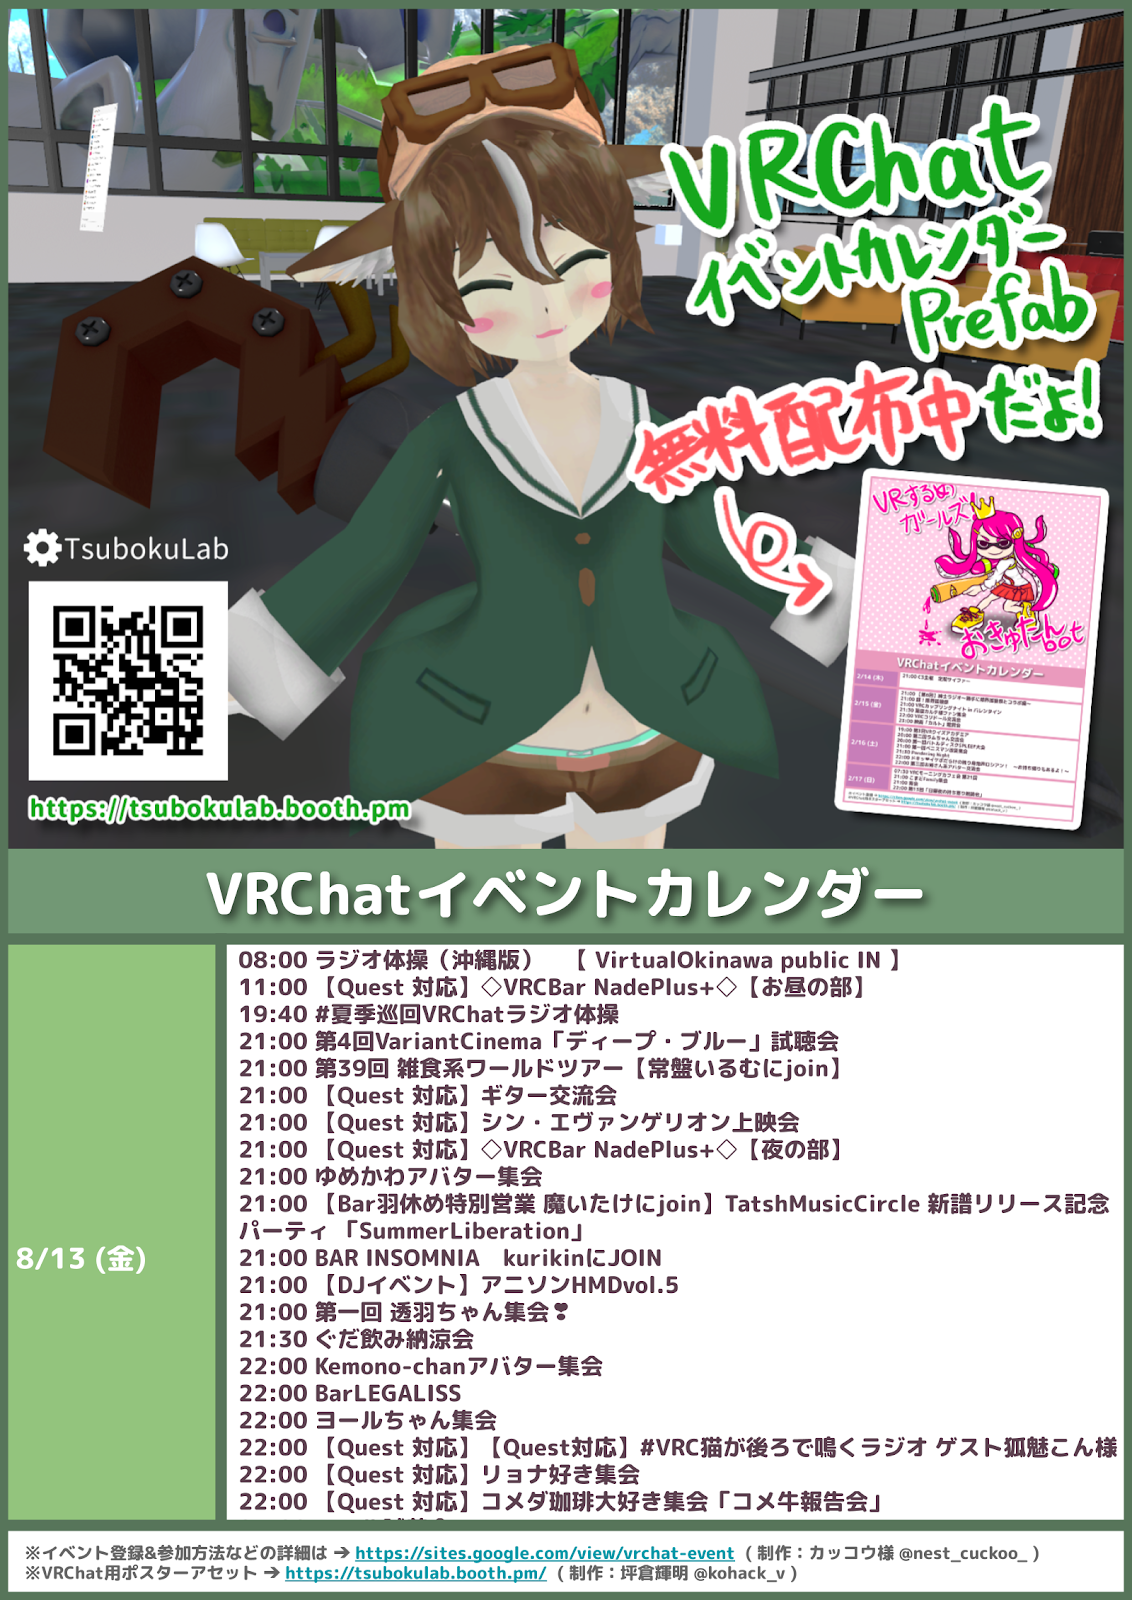 VRChat
イベントカレンダー
Prefab
無料配布中だよ!
VRするめ
ガールズ
おきゅたん
bot
VRChatイベントカレンダー
2/14 (木)
2/15 (金)
2/16 (土)
2/17 (日)
TsubokuLab
https://tsubokulab.booth.pm
VRChatイベントカレンダー
8/13 (金)
08:00 ラジオ体操（沖縄版）　【 VirtualOkinawa public IN 】
11:00 【Quest 対応】◇VRCBar NadePlus+◇【お昼の部】
19:40 #夏季巡回VRChatラジオ体操
21:00 第4回VariantCinema「ディープ・ブルー」試聴会
21:00 第39回 雑食系ワールドツアー【常盤いるむにjoin】
21:00 【Quest 対応】ギター交流会
21:00 【Quest 対応】シン・エヴァンゲリオン上映会
21:00 【Quest 対応】◇VRCBar NadePlus+◇【夜の部】
21:00 ゆめかわアバター集会
21:00 【Bar羽休め特別営業 魔いたけにjoin】TatshMusicCircle 新譜リリース記念
パーティ 「SummerLiberation」
21:00 BAR INSOMNIA　kurikinにJOIN
21:00 【DJイベント】アニソンHMDvol.5
21:00 第一回 透羽ちゃん集会❣
21:30 ぐだ飲み納涼会
22:00 Kemono-chanアバター集会
22:00 BarLEGALISS
22:00 ヨールちゃん集会
22:00 【Quest 対応】【Quest対応】#VRC猫が後ろで鳴くラジオ ゲスト狐魅こん様
22:00 【Quest 対応】リョナ好き集会
22:00 【Quest 対応】コメダ珈琲大好き集会「コメ牛報告会」
※イベント登録&参加方法などの詳細は → https://sites.google.com/view/vrchat-event ( 制作：カッコウ様 @nest_cuckoo_ )
※VRChat用ポスターアセット → https://tsubokulab.booth.pm/ ( 制作：坪倉輝明 @kohack_v )